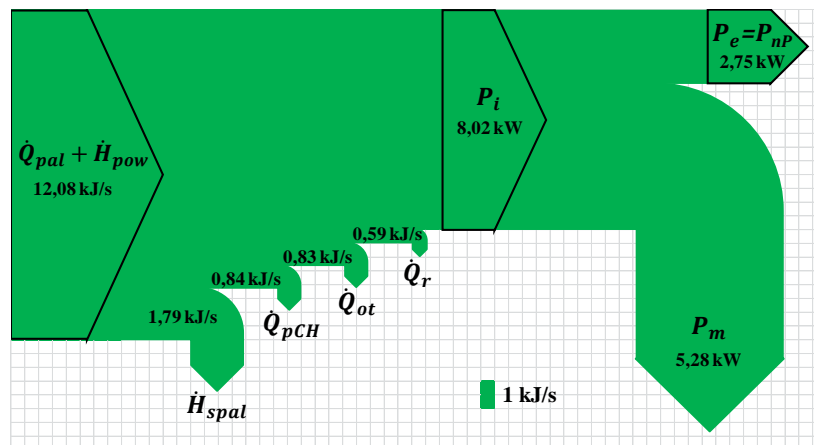 P_e=P_nP
2,75 kW
P_i
8,02 kW
Q̇_pal + Ḣ_pow
12,08 kJ/s
0,59 kJ/s
0,83 kJ/s
Q̇_r
0,84 kJ/s
Q̇_ot
1,79 kJ/s
Q̇_pCH
P_m
5,28 kW
Ḣ_spal
1 kJ/s